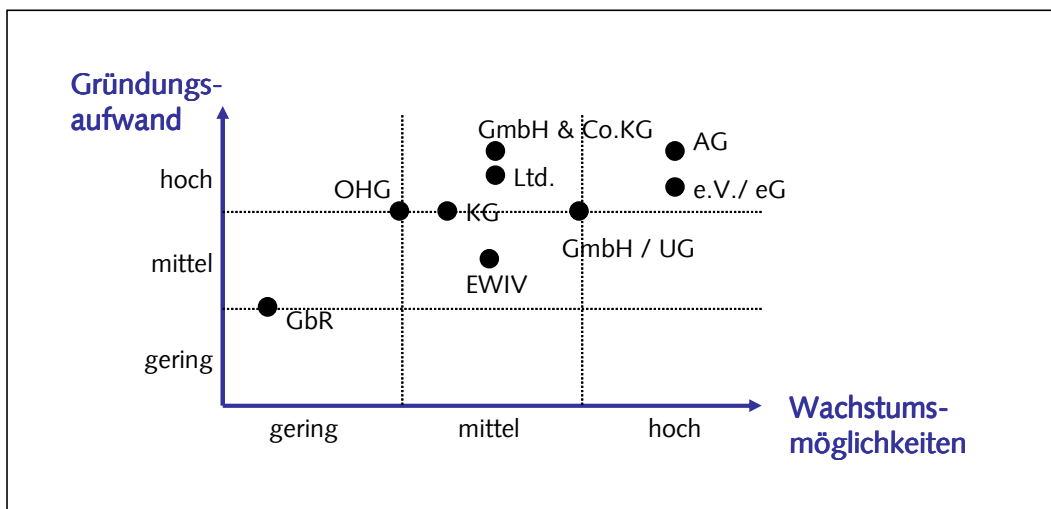 Gründungs-
aufwand
GmbH & Co.KG
AG
hoch
Ltd.
OHG
e.V./ eG
KG
mittel
GmbH / UG
EWIV
GbR
gering
gering
mittel
hoch
Wachstums-
möglichkeiten